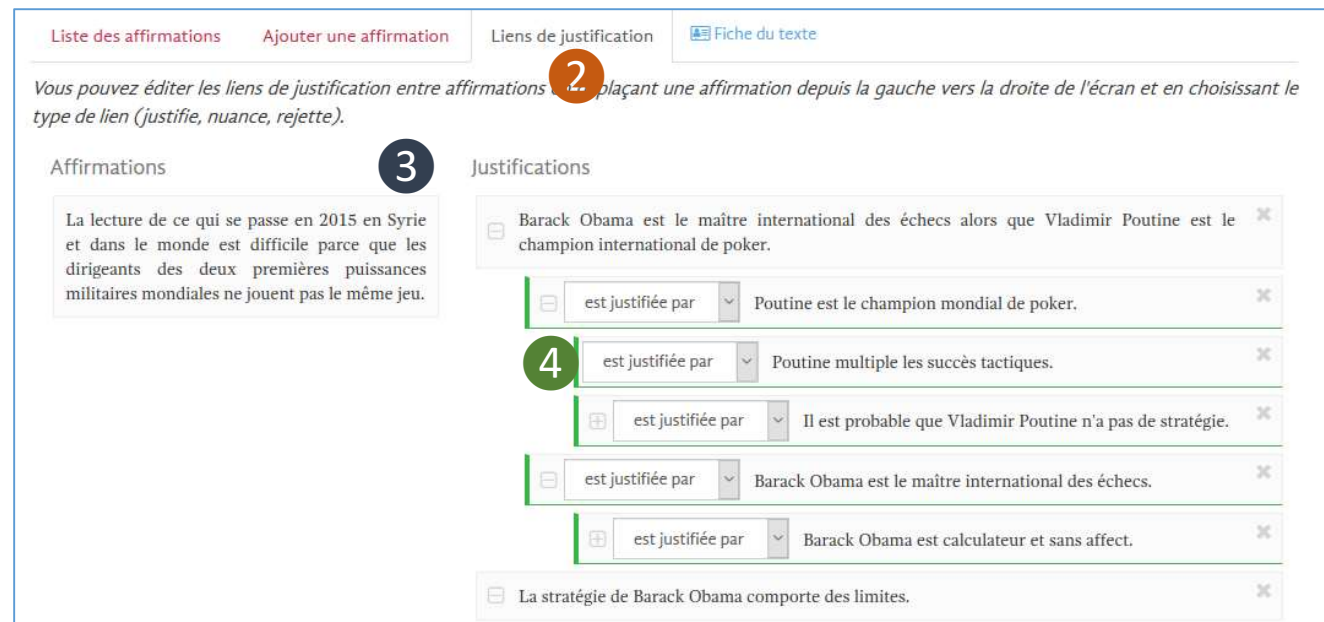 Liste des affirmations Ajouter une affirmation Liens de justification Fiche du texte
2
Vous pouvez éditer les liens de justification entre affirmations plaçant une affirmation depuis la gauche vers la droite de l'écran et en choisissant le
type de lien (justifie, nuance, rejette).
Affirmations
3
La lecture de ce qui se passe en 2015 en Syrie
et dans le monde est difficile parce que les
dirigeants des deux premières puissances
militaires mondiales ne jouent pas le même jeu.
Justifications
Barack Obama est le maître international des échecs alors que Vladimir Poutine est le
champion international de poker.
est justifiée par Poutine est le champion mondial de poker.
4
est justifiée par Poutine multiple les succès tactiques.
est justifiée par Il est probable que Vladimir Poutine n'a pas de stratégie.
est justifiée par Barack Obama est le maître international des échecs.
est justifiée par Barack Obama est calculateur et sans affect.
La stratégie de Barack Obama comporte des limites.